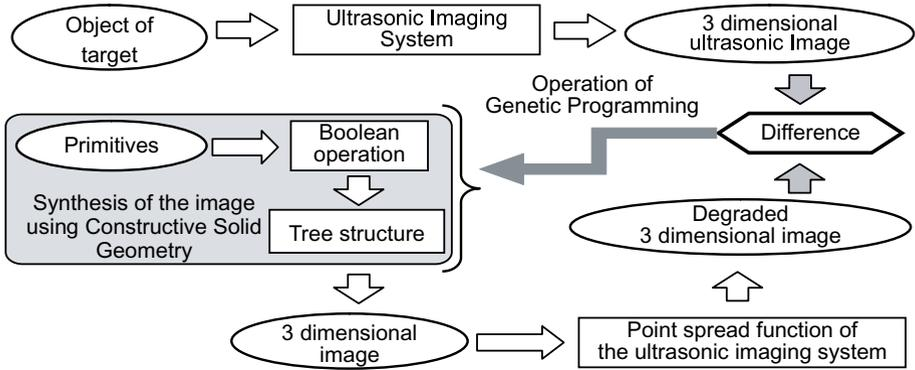 Object of
target
Ultrasonic Imaging
System
3 dimensional
ultrasonic Image
Operation of
Genetic Programming
Difference
Primitives
Boolean
operation
Synthesis of the image
using Constructive Solid
Geometry
Tree structure
Degraded
3 dimensional image
3 dimensional
image
Point spread function of
the ultrasonic imaging system